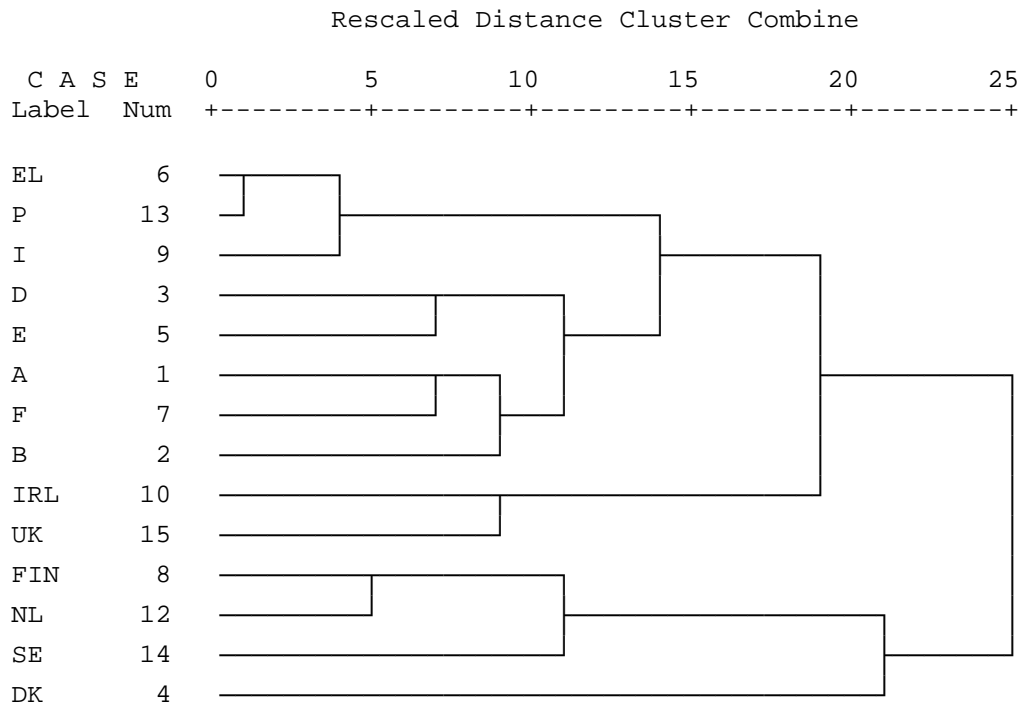 Rescaled Distance Cluster Combine
C A S E 0 5 10 15 20 25
Label Num +---------+---------+---------+---------+---------+
EL 6
P 13
I 9
D 3
E 5
A 1
F 7
B 2
IRL 10
UK 15
FIN 8
NL 12
SE 14
DK 4